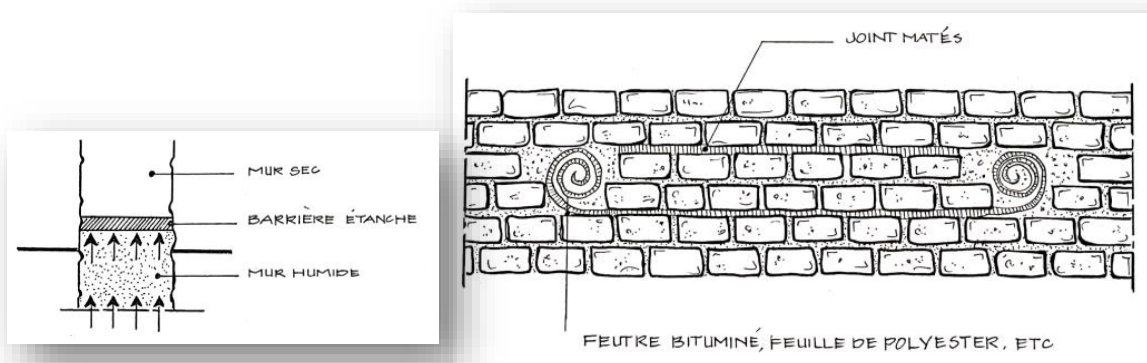 MUR SEC
BARRIÈRE ÉTANCHE
MUR HUMIDE
JOINT MATÉS
FEUTRE BITUMINÉ, FEUILLE DE POLYESTER, ETC